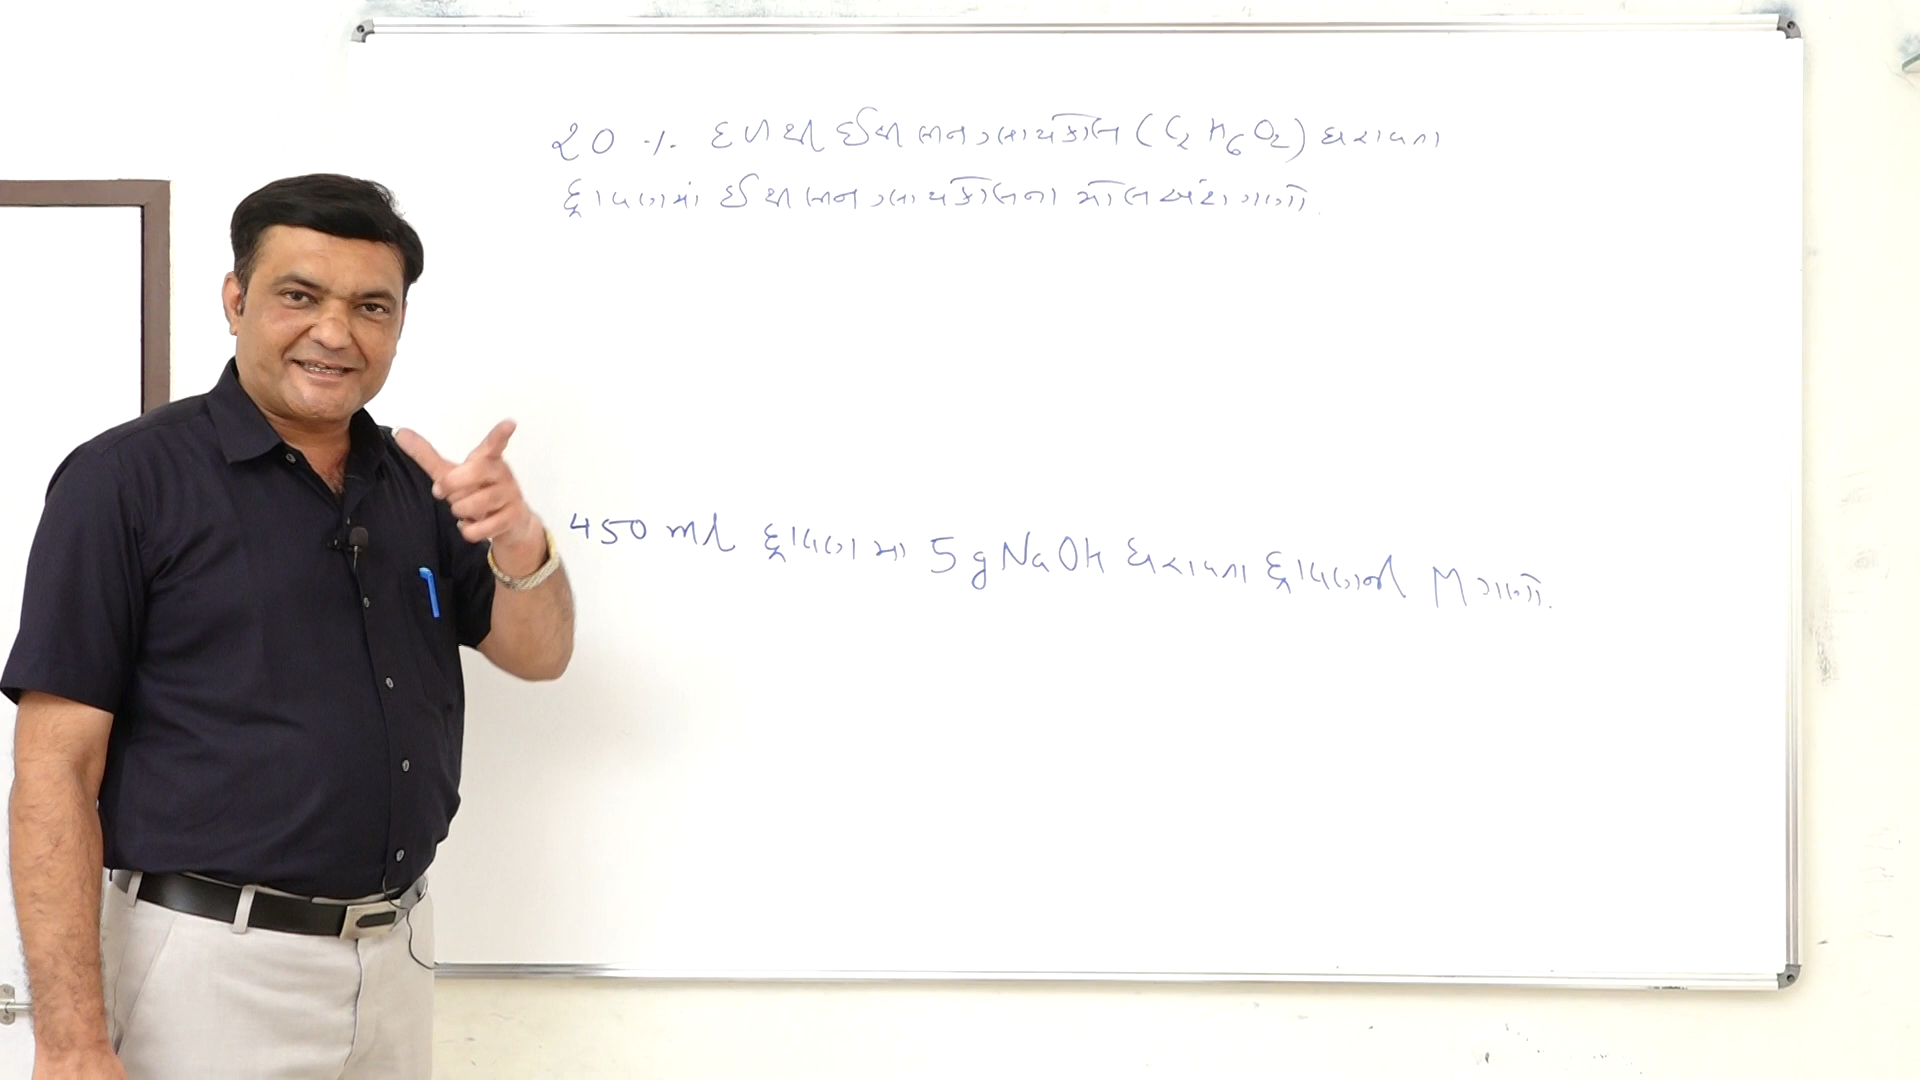 ૨૦ % દળથી ઈથીલીન ગ્લાયકોલ (C₂H₆O₂) ધરાવતા
દ્રાવણમાં ઈથીલીન ગ્લાયકોલના મોલઅંશ ગણો.
450 ml દ્રાવણમા 5 g NaOH ધરાવતા દ્રાવણની M ગણો.